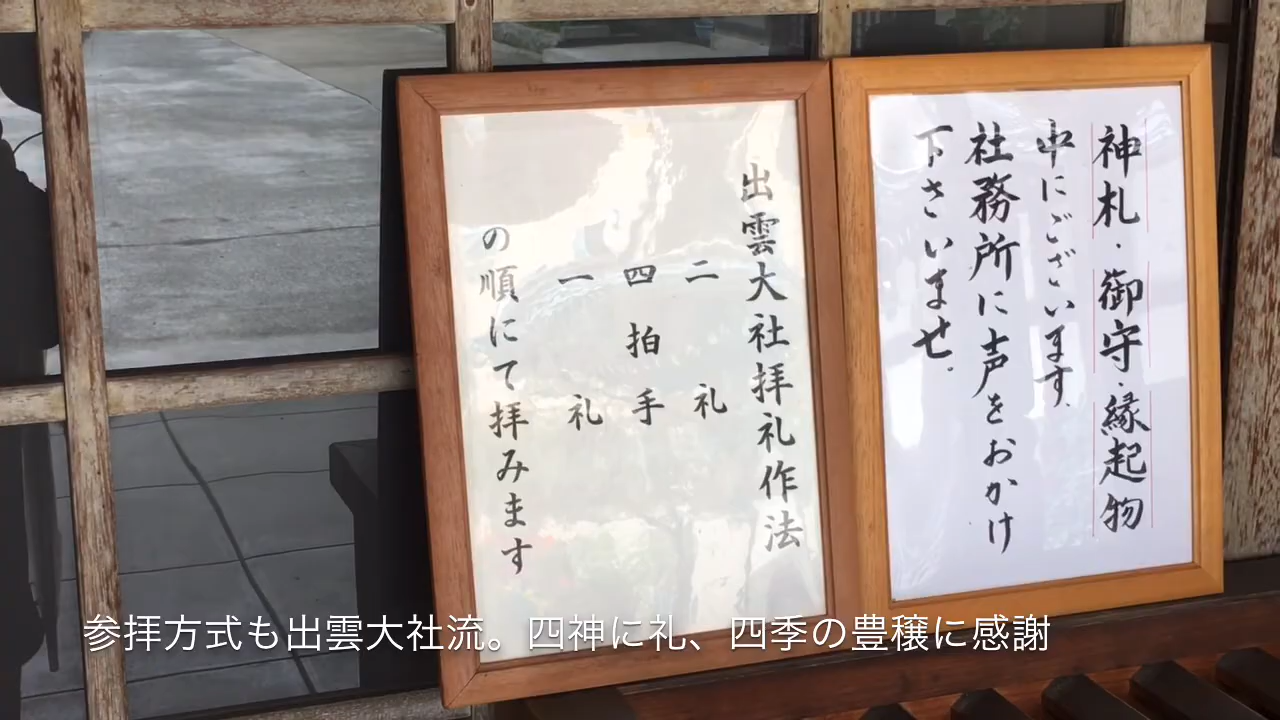 神札・御守・縁起物
中にございます、
社務所に声をおかけ
下さいませ。
出雲大社拝礼作法
二礼
四拍手
一礼
の順にて拝みます
参拝方式も出雲大社流。四神に礼、四季の豊穣に感謝